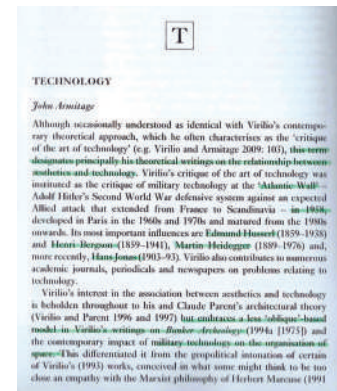 T
TECHNOLOGY
John Armitage
Although occasionally understood as identical with Virilio's contempo-
rary theoretical approach, which he often characterises as the 'critique
of the art of technology' (e.g. Virilio and Armitage 2009: 103), this term
designates principally his theoretical writings on the relationship between
aesthetics and technology. Virilio's critique of the art of technology was
instituted as the critique of military technology at the 'Atlantic Wall' –
Adolf Hitler's Second World War defensive system against an expected
Allied attack that extended from France to Scandinavia – in 1958,
developed in Paris in the 1960s and 1970s and matured from the 1980s
onwards. Its most important influences are Edmund Husserl (1859–1938)
and Henri Bergson (1859–1941), Martin Heidegger (1889–1976) and,
more recently, Hans Jonas (1903–93). Virilio also contributes to numerous
academic journals, periodicals and newspapers on problems relating to
technology.
Virilio's interest in the association between aesthetics and technology
is beholden throughout to his and Claude Parent's architectural theory
(Virilio and Parent 1996 and 1997) but embraces a less 'oblique'-based
model in Virilio's writings on Bunker Archeology (1994a [1975]) and
the contemporary impact of military technology on the organisation of
space. This differentiated it from the geopolitical intonation of certain
of Virilio's (1993) works, conceived in what some might think to be too
close an empathy with the Marxist philosophy of Herbert Marcuse (1991